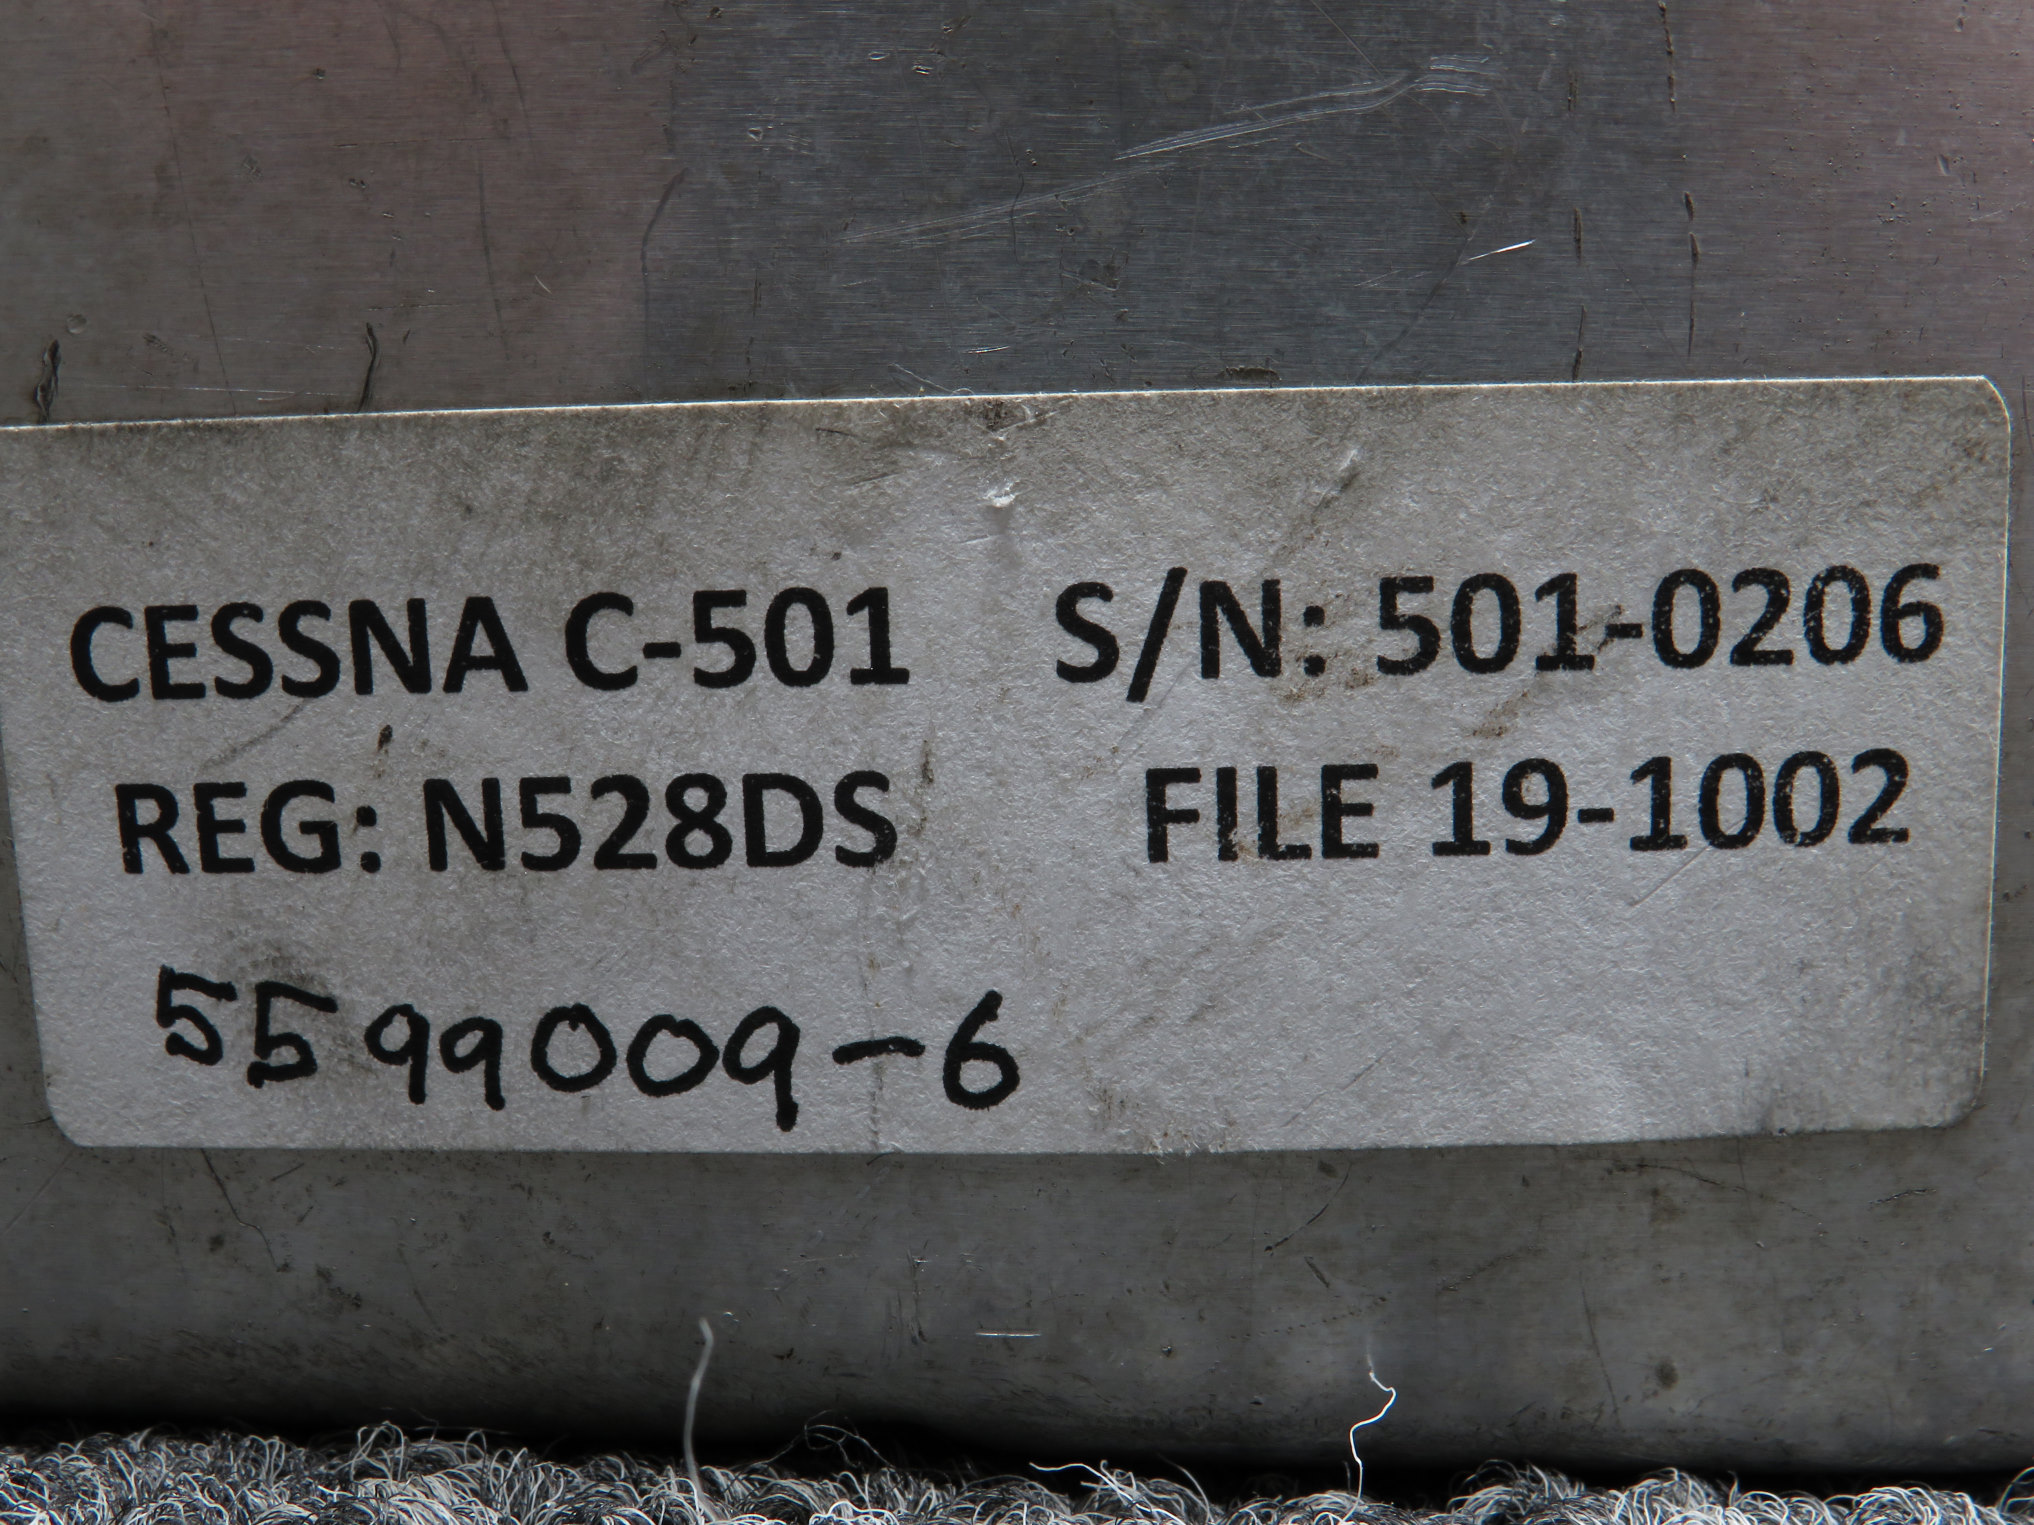 CESSNA C-501 S/N: 501-0206
REG: N528DS FILE 19-1002
5599009-6